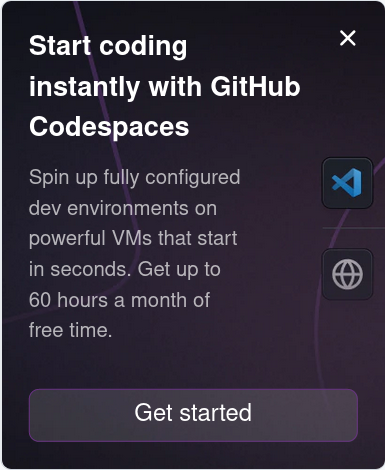 Start coding
instantly with GitHub
Codespaces
Spin up fully configured
dev environments on
powerful VMs that start
in seconds. Get up to
60 hours a month of
free time.
Get started